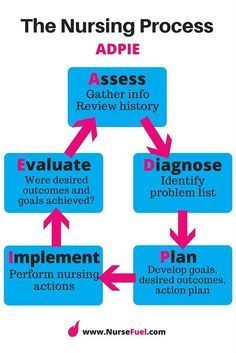 The Nursing Process
ADPIE
Assess
Gather info
Review history
Diagnose
Identify
problem list
Plan
Develop goals,
desired outcomes,
action plan
Implement
Perform nursing
actions
Evaluate
Were desired
outcomes and
goals achieved?
www.NurseFuel.com